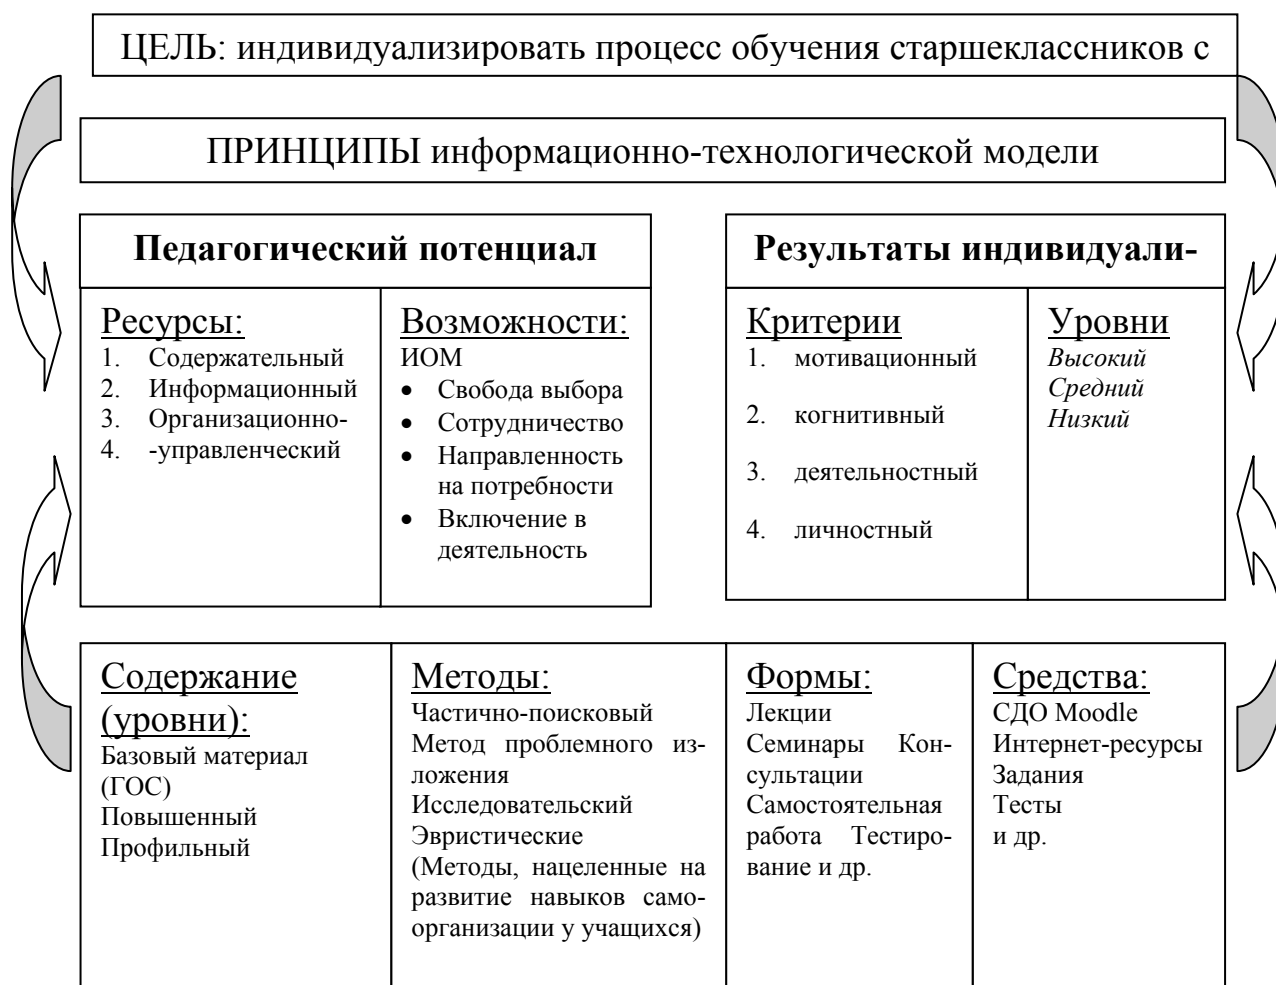 ЦЕЛЬ: индивидуализировать процесс обучения старшеклассников с
ПРИНЦИПЫ информационно-технологической модели
Педагогический потенциал
Ресурсы:
1. Содержательный
2. Информационный
3. Организационно-
4. -управленческий
Возможности:
ИОМ
• Свобода выбора
• Сотрудничество
• Направленность
на потребности
• Включение в
деятельность
Результаты индивидуали-
Критерии
1. мотивационный
2. когнитивный
3. деятельностный
4. личностный
Уровни
Высокий
Средний
Низкий
Содержание
(уровни):
Базовый материал
(ГОС)
Повышенный
Профильный
Методы:
Частично-поисковый
Метод проблемного из-
ложения
Исследовательский
Эвристические
(Методы, нацеленные на
развитие навыков само-
организации у учащихся)
Формы:
Лекции
Семинары Кон-
сультации
Самостоятельная
работа Тестиро-
вание и др.
Средства:
СДО Moodle
Интернет-ресурсы
Задания
Тесты
и др.